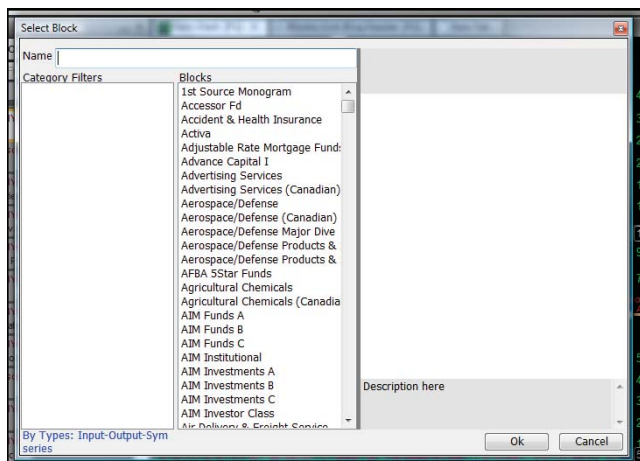 Select Block
Name
Category Filters
Blocks
1st Source Monogram
Accessor Fd
Accident & Health Insurance
Activa
Adjustable Rate Mortgage Fund
Advance Capital I
Advertising Services
Advertising Services (Canadian)
Aerospace/Defense
Aerospace/Defense (Canadian)
Aerospace/Defense Major Dive
Aerospace/Defense Products &
Aerospace/Defense Products &
AFBA 5Star Funds
Agricultural Chemicals
Agricultural Chemicals (Canadia
AIM Funds A
AIM Funds B
AIM Funds C
AIM Institutional
AIM Investments A
AIM Investments B
AIM Investments C
AIM Investor Class
Air Delivery & Freight Service
Description here
By Types: Input-Output-Sym
series
Ok
Cancel